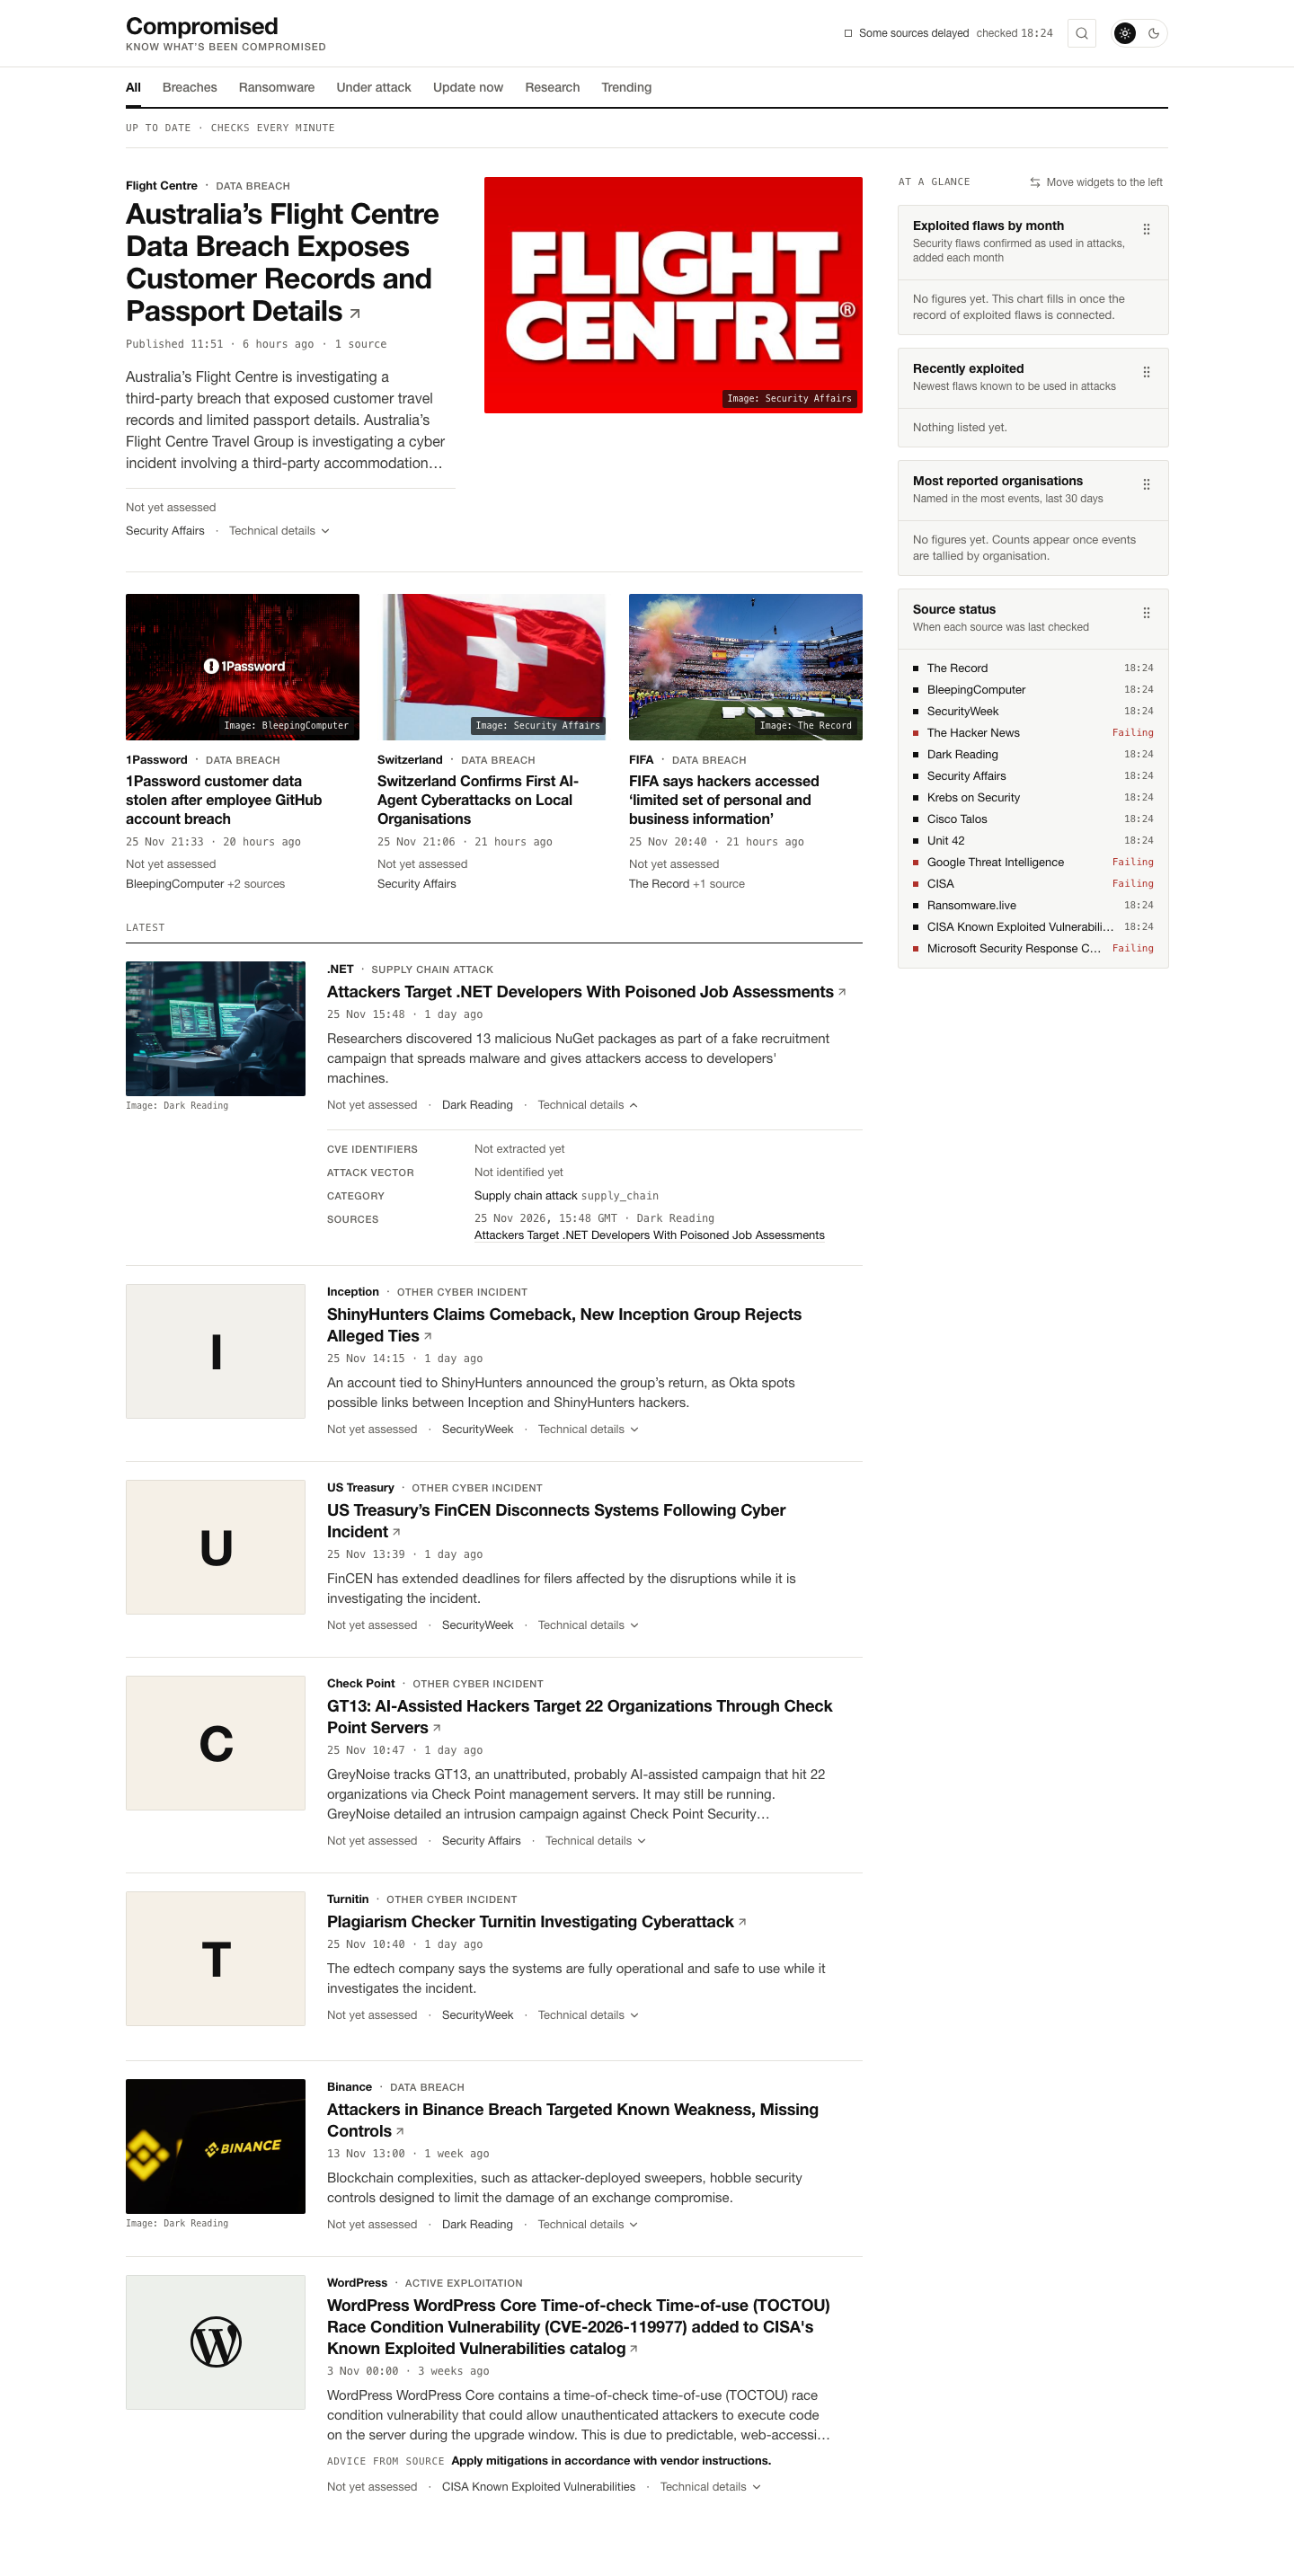 Compromised
KNOW WHAT'S BEEN COMPROMISED
Some sources delayed checked 18:24
All Breaches Ransomware Under attack Update now Research Trending
UP TO DATE · CHECKS EVERY MINUTE
Flight Centre · DATA BREACH
Australia’s Flight Centre
Data Breach Exposes
Customer Records and
Passport Details
Published 11:51 · 6 hours ago · 1 source
Australia’s Flight Centre is investigating a
third-party breach that exposed customer travel
records and limited passport details. Australia’s
Flight Centre Travel Group is investigating a cyber
incident involving a third-party accommodation…
Not yet assessed
Security Affairs · Technical details
FLIGHT
CENTRE®
Image: Security Affairs
1Password
Image: BleepingComputer
1Password · DATA BREACH
1Password customer data
stolen after employee GitHub
account breach
25 Nov 21:33 · 20 hours ago
Not yet assessed
BleepingComputer +2 sources
Image: Security Affairs
Switzerland · DATA BREACH
Switzerland Confirms First AI-
Agent Cyberattacks on Local
Organisations
25 Nov 21:06 · 21 hours ago
Not yet assessed
Security Affairs
Image: The Record
FIFA · DATA BREACH
FIFA says hackers accessed
‘limited set of personal and
business information’
25 Nov 20:40 · 21 hours ago
Not yet assessed
The Record +1 source
LATEST
Image: Dark Reading
.NET · SUPPLY CHAIN ATTACK
Attackers Target .NET Developers With Poisoned Job Assessments
25 Nov 15:48 · 1 day ago
Researchers discovered 13 malicious NuGet packages as part of a fake recruitment
campaign that spreads malware and gives attackers access to developers'
machines.
Not yet assessed · Dark Reading · Technical details
CVE IDENTIFIERS Not extracted yet
ATTACK VECTOR Not identified yet
CATEGORY Supply chain attack supply_chain
SOURCES 25 Nov 2026, 15:48 GMT · Dark Reading
Attackers Target .NET Developers With Poisoned Job Assessments
I
Inception · OTHER CYBER INCIDENT
ShinyHunters Claims Comeback, New Inception Group Rejects
Alleged Ties
25 Nov 14:15 · 1 day ago
An account tied to ShinyHunters announced the group’s return, as Okta spots
possible links between Inception and ShinyHunters hackers.
Not yet assessed · SecurityWeek · Technical details
U
US Treasury · OTHER CYBER INCIDENT
US Treasury’s FinCEN Disconnects Systems Following Cyber
Incident
25 Nov 13:39 · 1 day ago
FinCEN has extended deadlines for filers affected by the disruptions while it is
investigating the incident.
Not yet assessed · SecurityWeek · Technical details
C
Check Point · OTHER CYBER INCIDENT
GT13: AI-Assisted Hackers Target 22 Organizations Through Check
Point Servers
25 Nov 10:47 · 1 day ago
GreyNoise tracks GT13, an unattributed, probably AI-assisted campaign that hit 22
organizations via Check Point management servers. It may still be running.
GreyNoise detailed an intrusion campaign against Check Point Security…
Not yet assessed · Security Affairs · Technical details
T
Turnitin · OTHER CYBER INCIDENT
Plagiarism Checker Turnitin Investigating Cyberattack
25 Nov 10:40 · 1 day ago
The edtech company says the systems are fully operational and safe to use while it
investigates the incident.
Not yet assessed · SecurityWeek · Technical details
BINANCE
Image: Dark Reading
Binance · DATA BREACH
Attackers in Binance Breach Targeted Known Weakness, Missing
Controls
13 Nov 13:00 · 1 week ago
Blockchain complexities, such as attacker-deployed sweepers, hobble security
controls designed to limit the damage of an exchange compromise.
Not yet assessed · Dark Reading · Technical details
WordPress · ACTIVE EXPLOITATION
WordPress WordPress Core Time-of-check Time-of-use (TOCTOU)
Race Condition Vulnerability (CVE-2026-119977) added to CISA's
Known Exploited Vulnerabilities catalog
3 Nov 00:00 · 3 weeks ago
WordPress WordPress Core contains a time-of-check time-of-use (TOCTOU) race
condition vulnerability that could allow unauthenticated attackers to execute code
on the server during the upgrade window. This is due to predictable, web-accessi…
ADVICE FROM SOURCE Apply mitigations in accordance with vendor instructions.
Not yet assessed · CISA Known Exploited Vulnerabilities · Technical details
AT A GLANCE Move widgets to the left
Exploited flaws by month
Security flaws confirmed as used in attacks,
added each month
No figures yet. This chart fills in once the
record of exploited flaws is connected.
Recently exploited
Newest flaws known to be used in attacks
Nothing listed yet.
Most reported organisations
Named in the most events, last 30 days
No figures yet. Counts appear once events
are tallied by organisation.
Source status
When each source was last checked
The Record 18:24
BleepingComputer 18:24
SecurityWeek 18:24
The Hacker News Failing
Dark Reading 18:24
Security Affairs 18:24
Krebs on Security 18:24
Cisco Talos 18:24
Unit 42 18:24
Google Threat Intelligence Failing
CISA Failing
Ransomware.live 18:24
CISA Known Exploited Vulnerabili… 18:24
Microsoft Security Response C… Failing